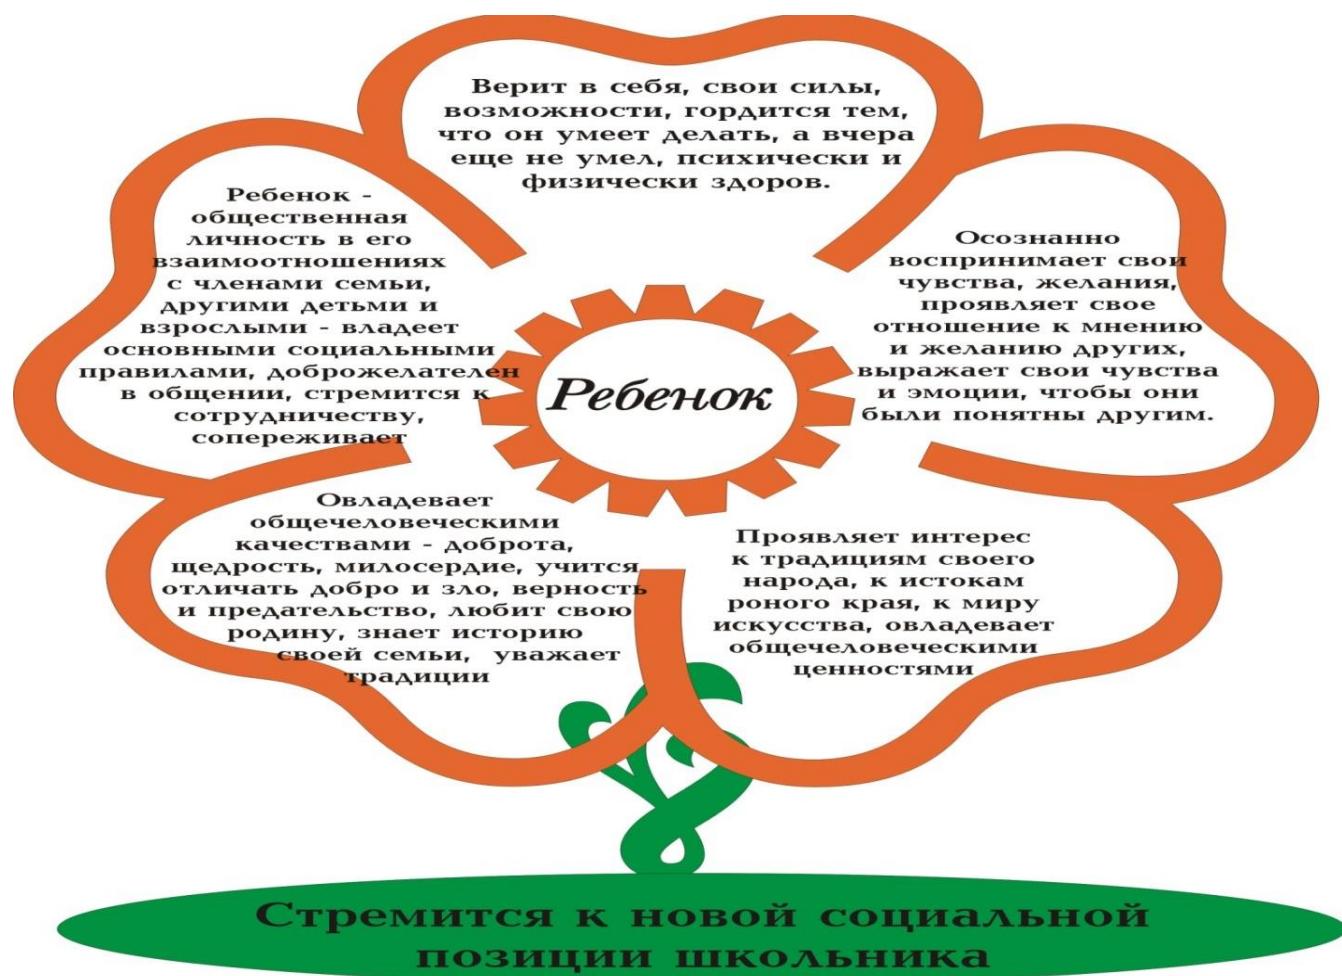 Верит в себя, свои силы,
возможности, гордится тем,
что он умеет делать, а вчера
еще не умел, психически и
физически здоров.
Ребенок -
общественная
личность в его
взаимоотношениях
с членами семьи,
другими детьми и
взрослыми - владеет
основными социальными
правилами, доброжелателен
в общении, стремится к
сотрудничеству,
сопереживает
Осознанно
воспринимает свои
чувства, желания,
проявляет свое
отношение к мнению
и желанию других,
выражает свои чувства
и эмоции, чтобы они
были понятны другим.
Ребенок
Овладевает
общечеловеческими
качествами - доброта,
щедрость, милосердие, учится
отличать добро и зло, верность
и предательство, любит свою
родину, знает историю
своей семьи, уважает
традиции
Проявляет интерес
к традициям своего
народа, к истокам
роного края, к миру
искусства, овладевает
общечеловеческими
ценностями
Стремится к новой социальной
позиции школьника